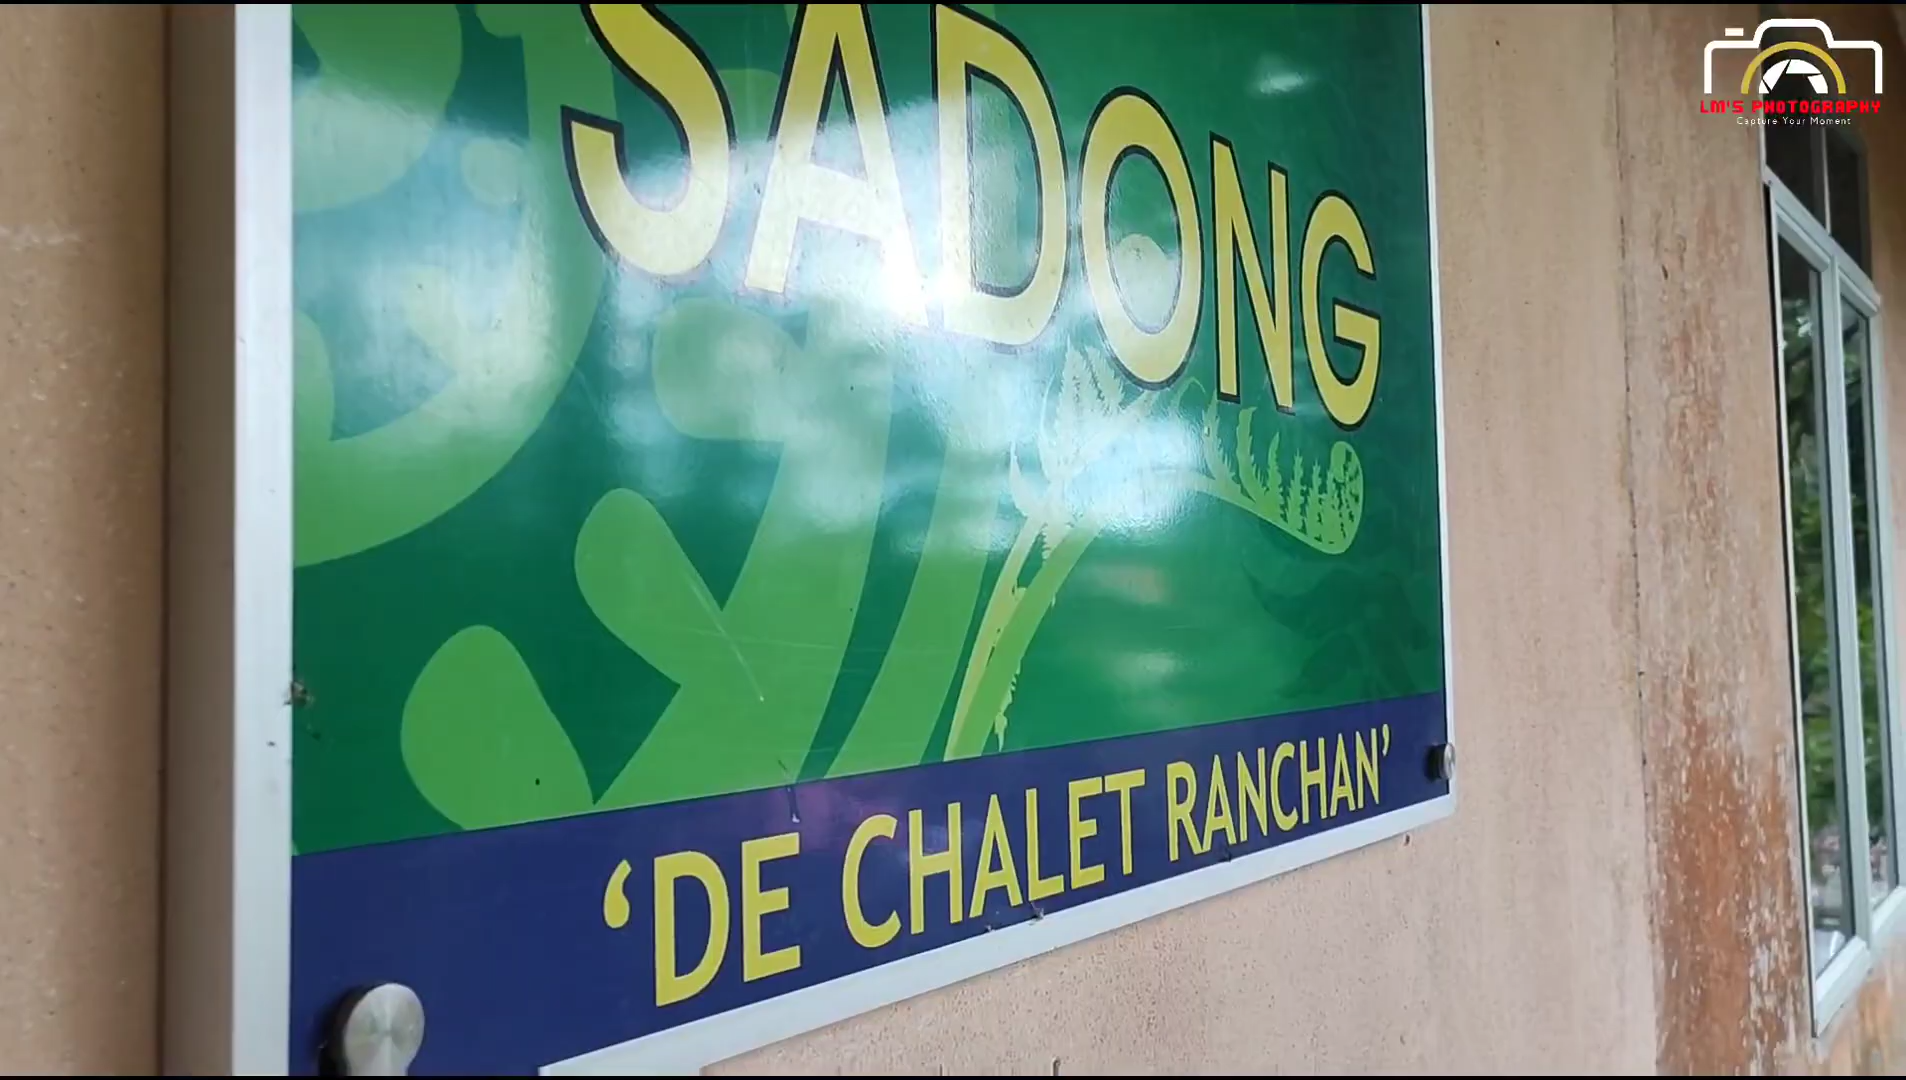 SADONG
'DE CHALET RANCHAN'
LM'S PHOTOGRAPHY
Capture Your Moment